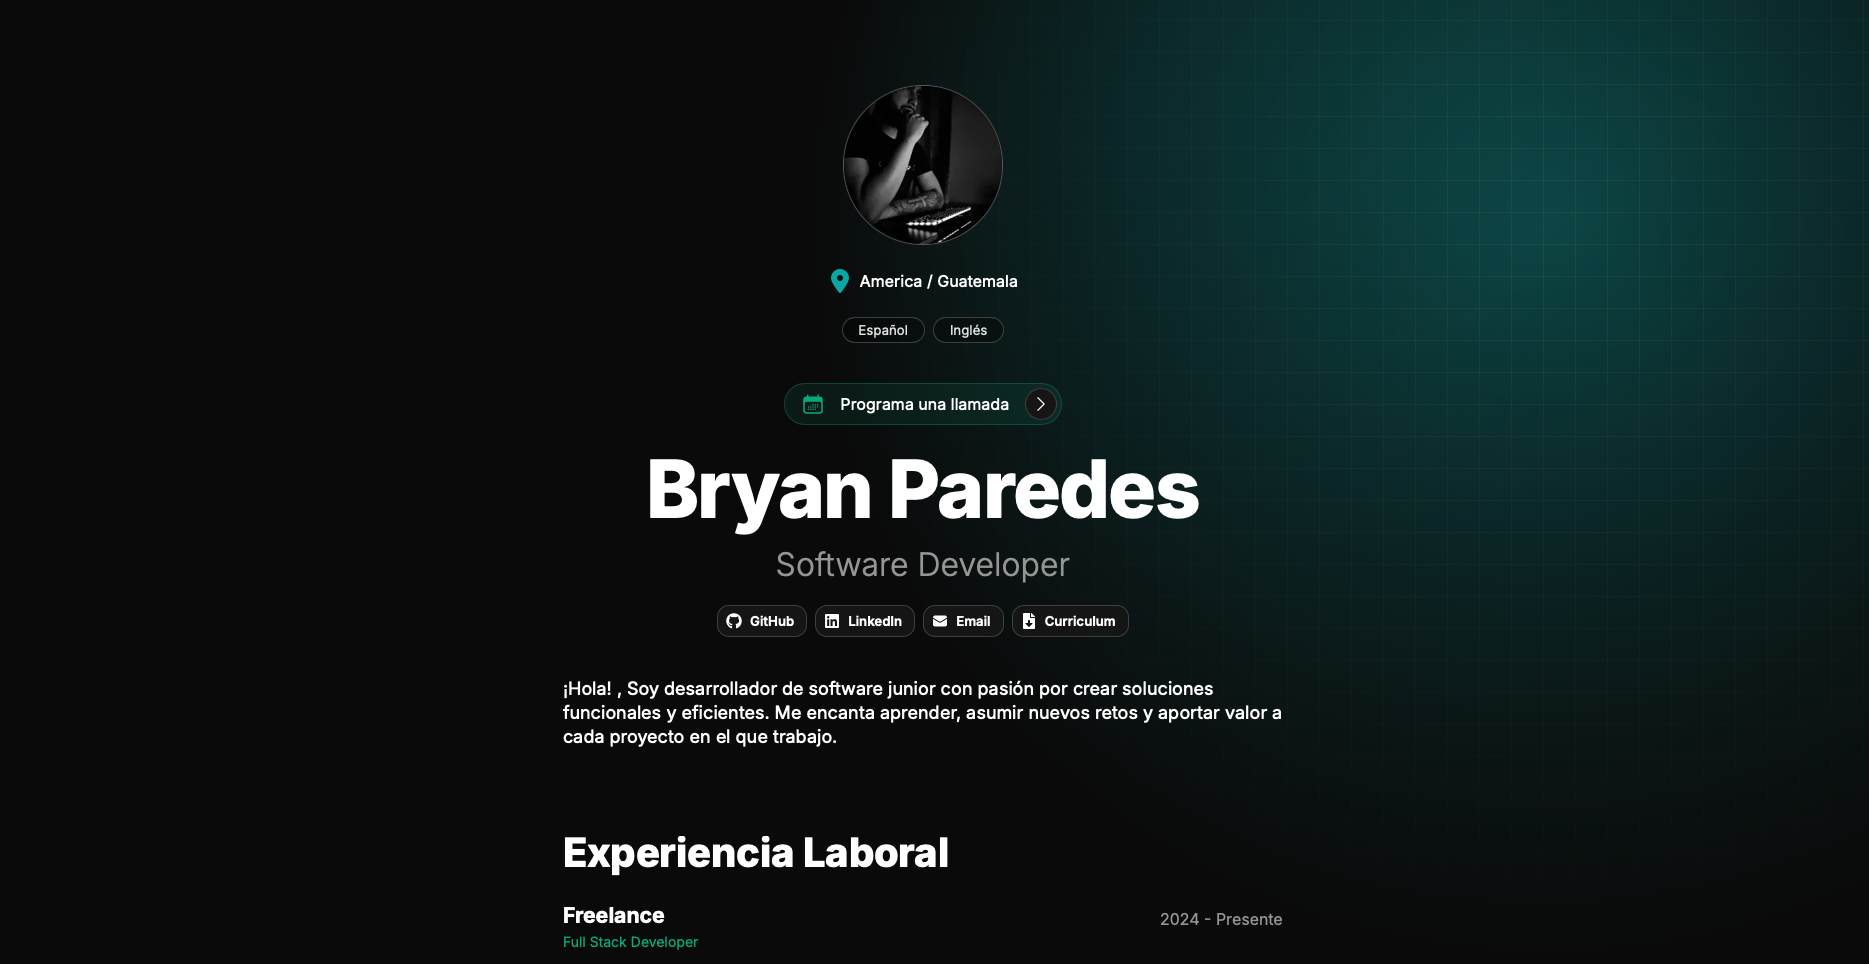 America / Guatemala
Español Inglés
Programa una llamada
Bryan Paredes
Software Developer
GitHub LinkedIn Email Curriculum
¡Hola! , Soy desarrollador de software junior con pasión por crear soluciones
funcionales y eficientes. Me encanta aprender, asumir nuevos retos y aportar valor a
cada proyecto en el que trabajo.
Experiencia Laboral
Freelance 2024 - Presente
Full Stack Developer